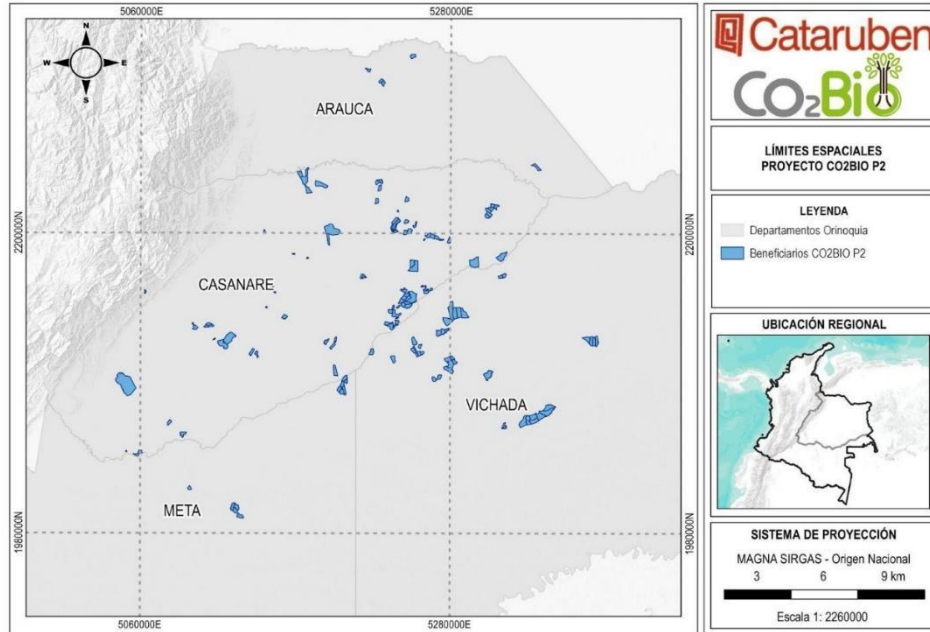 5060000E
5280000E
N
W
E
S
ARAUCA
2200000N
2200000N
CASANARE
VICHADA
META
1980000N
1980000N
5060000E
5280000E
Cataruben
CO2Bio
LÍMITES ESPACIALES
PROYECTO CO2BIO P2
LEYENDA
Departamentos Orinoquia
Beneficiarios CO2BIO P2
UBICACIÓN REGIONAL
SISTEMA DE PROYECCIÓN
MAGNA SIRGAS - Origen Nacional
3 6 9 km
Escala 1: 2260000